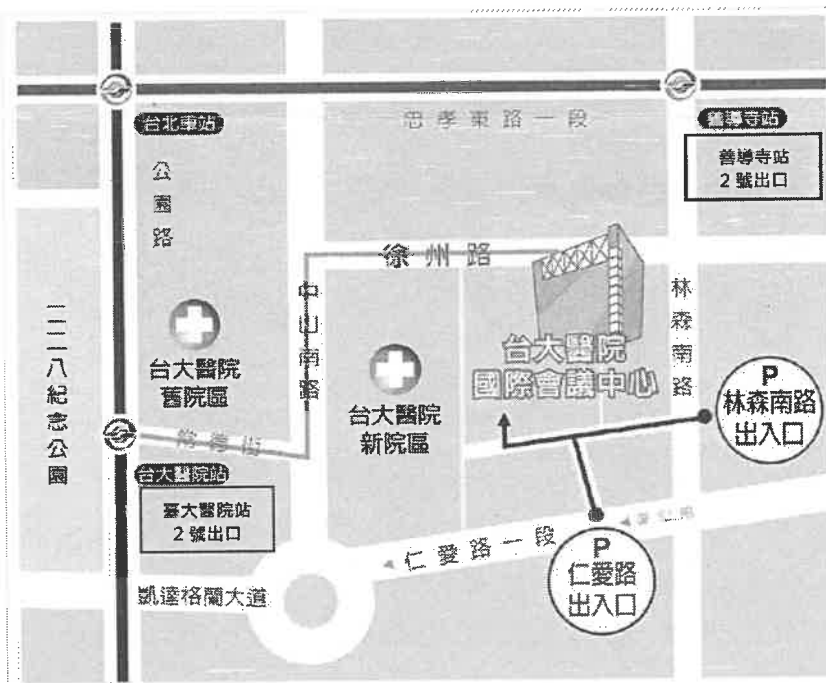 台北車站
忠孝東路一段
善導寺站
善導寺站
2 號出口
公園路
徐州路
中山南路
林森南路
二二八紀念公園
台大醫院
舊院區
台大醫院
新院區
台大醫院
國際會議中心
P
林森南路
出入口
常德街
台大醫院站
臺大醫院站
2 號出口
仁愛路一段
P
仁愛路
出入口
凱達格蘭大道